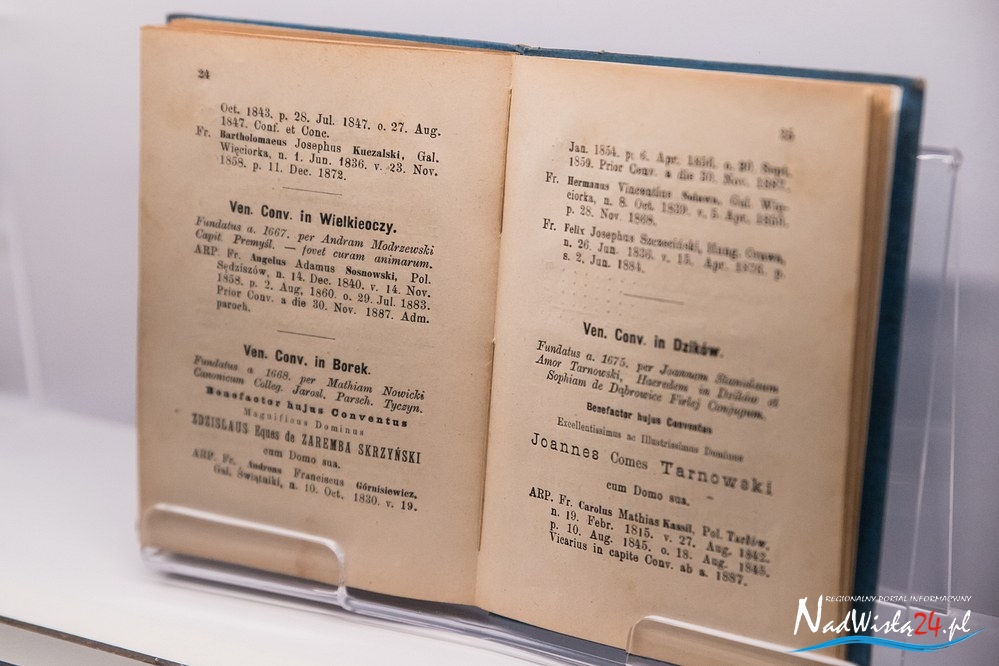 24
Oct. 1843. p. 28. Jul. 1847. o. 27. Aug.
1847. Conf. et Conc.
Fr. Bartholomaeus Josephus Kuczalski, Gal.
Więciorka, n. 1. Jun. 1836. v. 23. Nov.
1858. p. 11. Dec. 1872.
Ven. Conv. in Wielkieoczy.
Fundatus a. 1667. per Andram Modrzewski
Capit. Premyśl. — fovet curam animarum.
ARP. Fr. Angelus Adamus Sosnowski, Pol.
Sędziszów, n. 14. Dec. 1840. v. 14. Nov.
1858. p. 2. Aug. 1860. o. 29. Jul. 1883.
Prior Conv. a die 30. Nov. 1887. Adm.
paroch.
Ven. Conv. in Borek.
Fundatus a 1668. per Mathiam Nowicki
Canonicum Colleg. Jarosl. Parsch. Tyczyn.
Benefactor hujus Conventus
Magnificus Dominus
ZDZISLAUS Eques de ZAREMBA SKRZYŃSKI
cum Domo sua.
ARP. Fr. Andreas Franciscus Górnisiewicz,
Gal. Świątniki, n. 10. Oct. 1830. v. 19.
25
Jan. 1854. p. 6. Apr.
1859. Prior Conv. a die 30. Nov.
Fr. Hermanus Vincentius Gal. Wię-
ciorka, n. 8. Oct. 1839. v. 5. Apr.
p. 28. Nov. 1868.
Fr. Felix Josephus Szczeciński,
n. 26. Jun. 1836. v. 15. Apr. p.
s. 2. Jun. 1884.
Ven. Conv. in Dzików.
Fundatus a. 1675. per Joannem Stanislaum
Amor Tarnowski, Haeredem in Dzików et
Sophiam de Dąbrowice Firlej Conjugum.
Benefactor hujus Conventus
Excellentissimus ac Illustrissimus Dominus
Joannes Comes Tarnowski
cum Domo sua.
ARP. Fr. Carolus Mathias Pol. Tarłów,
n. 19. Febr. 1815. v. 27. Aug. 1842.
p. 10. Aug. 1845. o. 18. Aug. 1845.
Vicarius in capite Conv. ab a. 1887.
REGIONALNY PORTAL INFORMACYJNY
NadWisłą24.pl